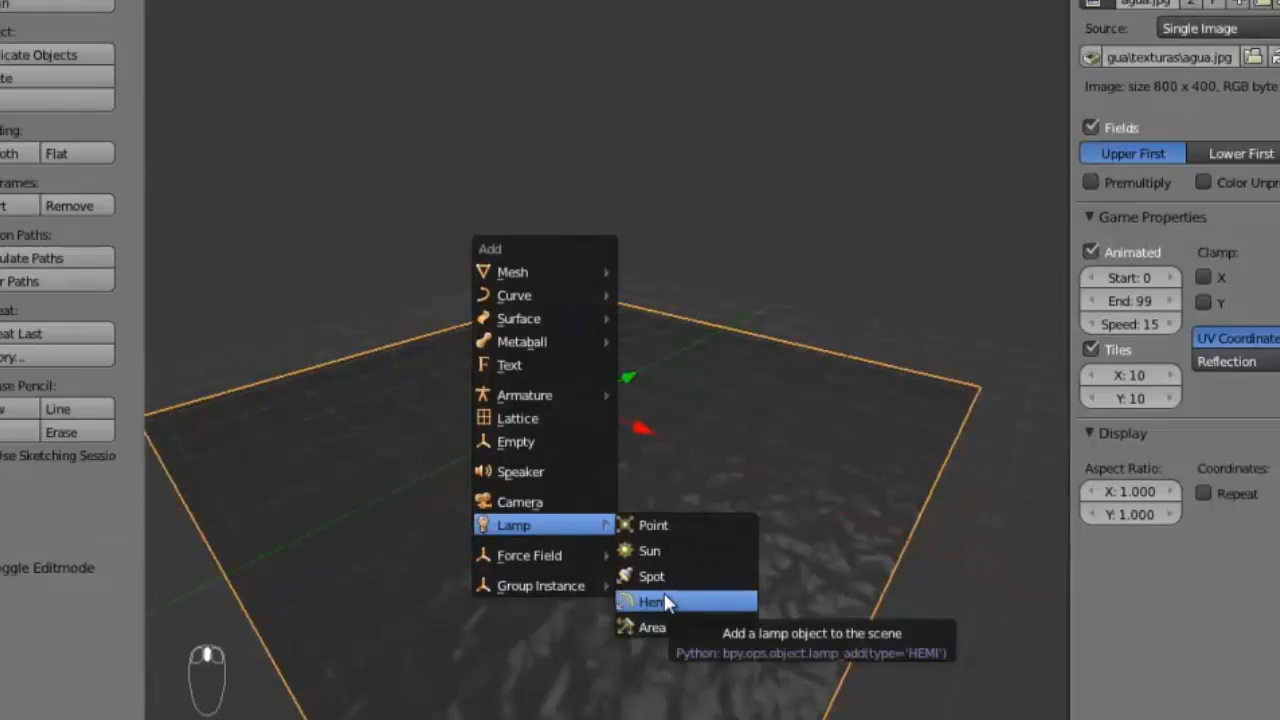 ct:
icate Objects
te
ding:
oth Flat
rames:
rt Remove
on Paths:
ulate Paths
r Paths
eat:
eat Last
ory...
se Pencil:
w Line
Erase
Use Sketching Sessio
oggle Editmode
Add
Mesh
Curve
Surface
Metaball
Text
Armature
Lattice
Empty
Speaker
Camera
Lamp
Force Field
Group Instance
Point
Sun
Spot
Hem
Area
Add a lamp object to the scene
Python: bpy.ops.object.lamp_add(type='HEMI')
agua.jpg
Source: Single Image
gua\texturas\agua.jpg
Image: size 800 x 400, RGB byte
Fields
Upper First Lower First
Premultiply Color Unpr
Game Properties
Animated Clamp:
Start: 0 X
End: 99 Y
Speed: 15
Tiles UV Coordinate
X: 10 Reflection
Y: 10
Display
Aspect Ratio: Coordinates:
X: 1.000 Repeat
Y: 1.000